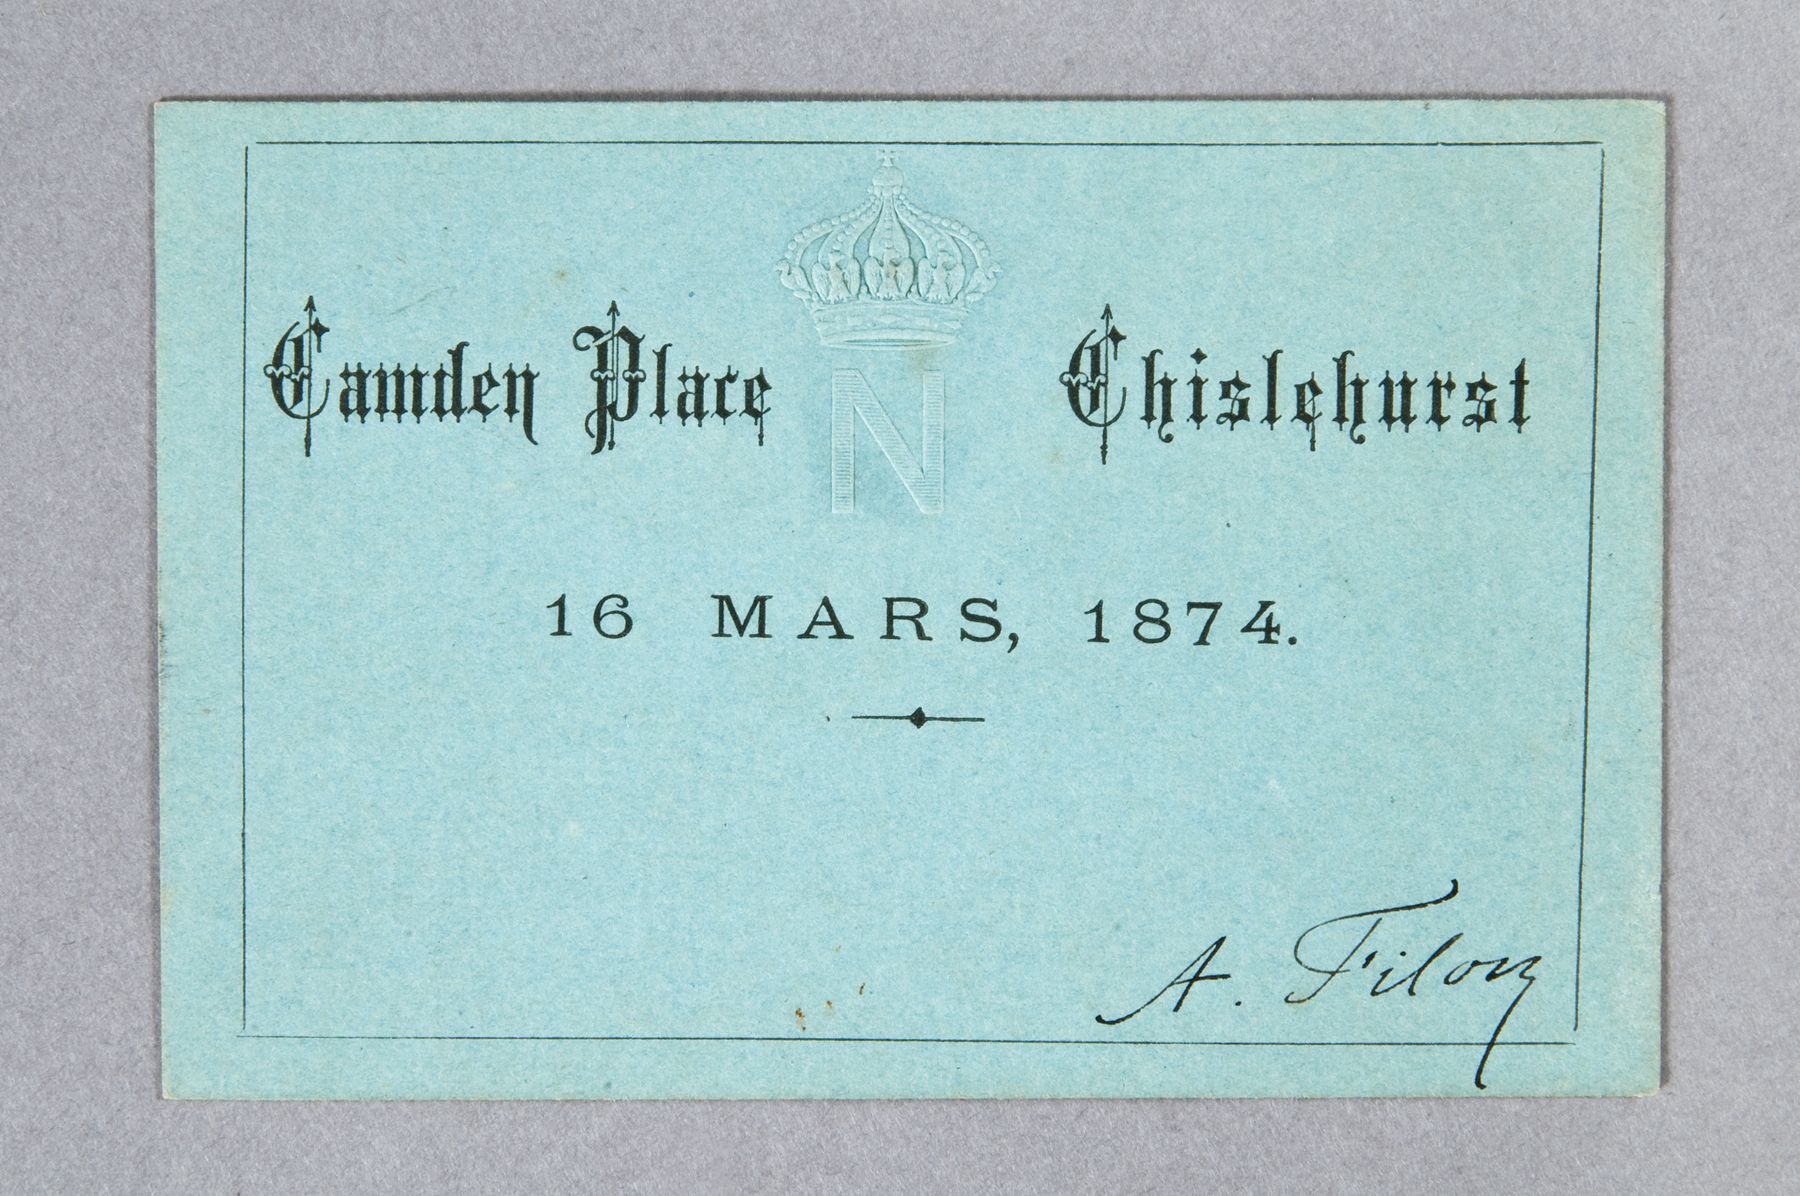 Camden Place N Chislehurst
16 MARS, 1874.
A. Filon